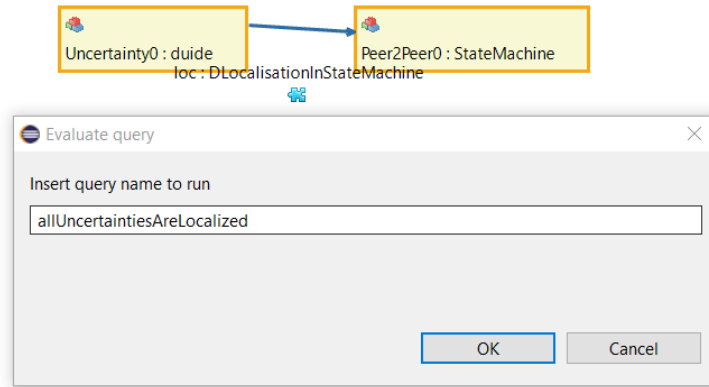 Uncertainty0 : duide
Peer2Peer0 : StateMachine
loc : DLocalisationInStateMachine
Evaluate query
Insert query name to run
allUncertaintiesAreLocalized
OK
Cancel